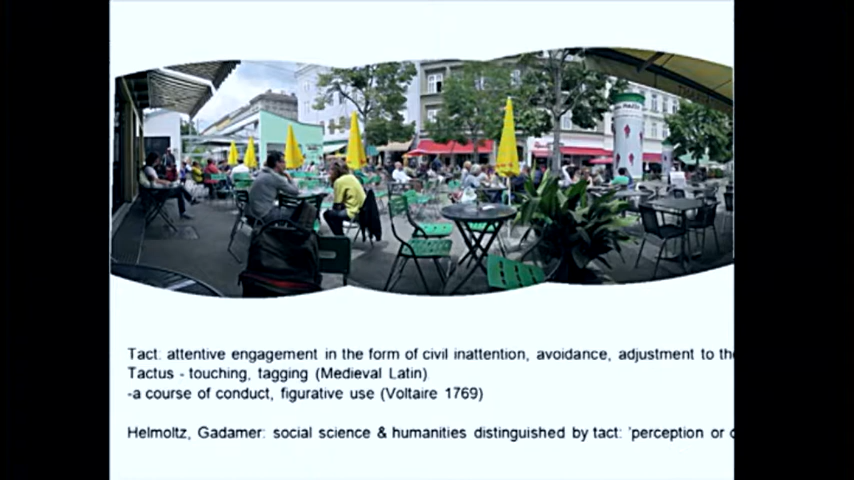 Tact: attentive engagement in the form of civil inattention, avoidance, adjustment to the
Tactus - touching, tagging (Medieval Latin)
-a course of conduct, figurative use (Voltaire 1769)
Helmoltz, Gadamer: social science & humanities distinguished by tact: 'perception or